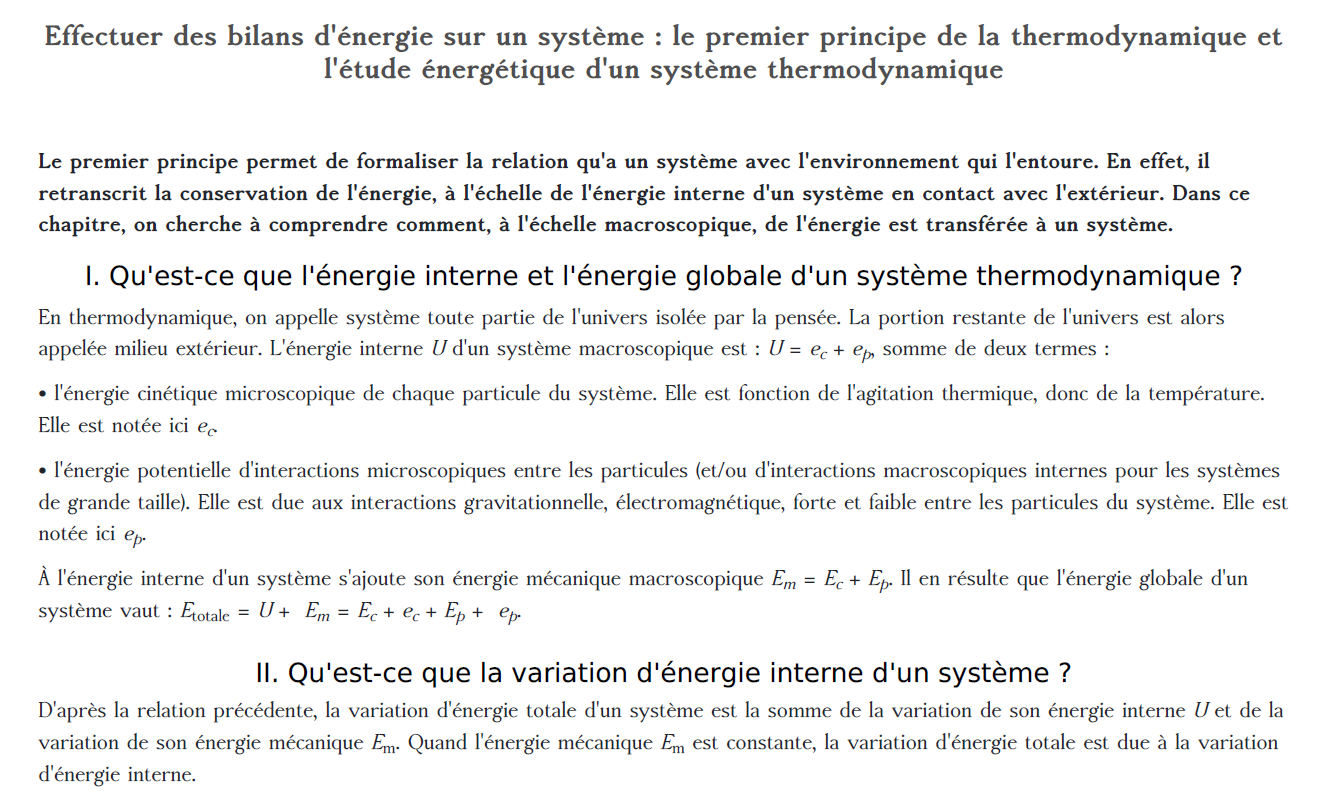 Effectuer des bilans d'énergie sur un système : le premier principe de la thermodynamique et
l'étude énergétique d'un système thermodynamique
Le premier principe permet de formaliser la relation qu'a un système avec l'environnement qui l'entoure. En effet, il
retranscrit la conservation de l'énergie, à l'échelle de l'énergie interne d'un système en contact avec l'extérieur. Dans ce
chapitre, on cherche à comprendre comment, à l'échelle macroscopique, de l'énergie est transférée à un système.
I. Qu'est-ce que l'énergie interne et l'énergie globale d'un système thermodynamique ?
En thermodynamique, on appelle système toute partie de l'univers isolée par la pensée. La portion restante de l'univers est alors
appelée milieu extérieur. L'énergie interne U d'un système macroscopique est : U = e_c + e_p, somme de deux termes :
• l'énergie cinétique microscopique de chaque particule du système. Elle est fonction de l'agitation thermique, donc de la température.
Elle est notée ici e_c.
• l'énergie potentielle d'interactions microscopiques entre les particules (et/ou d'interactions macroscopiques internes pour les systèmes
de grande taille). Elle est due aux interactions gravitationnelle, électromagnétique, forte et faible entre les particules du système. Elle est
notée ici e_p.
À l'énergie interne d'un système s'ajoute son énergie mécanique macroscopique E_m = E_c + E_p. Il en résulte que l'énergie globale d'un
système vaut : E_totale = U + E_m = E_c + e_c + E_p + e_p.
II. Qu'est-ce que la variation d'énergie interne d'un système ?
D'après la relation précédente, la variation d'énergie totale d'un système est la somme de la variation de son énergie interne U et de la
variation de son énergie mécanique E_m. Quand l'énergie mécanique E_m est constante, la variation d'énergie totale est due à la variation
d'énergie interne.